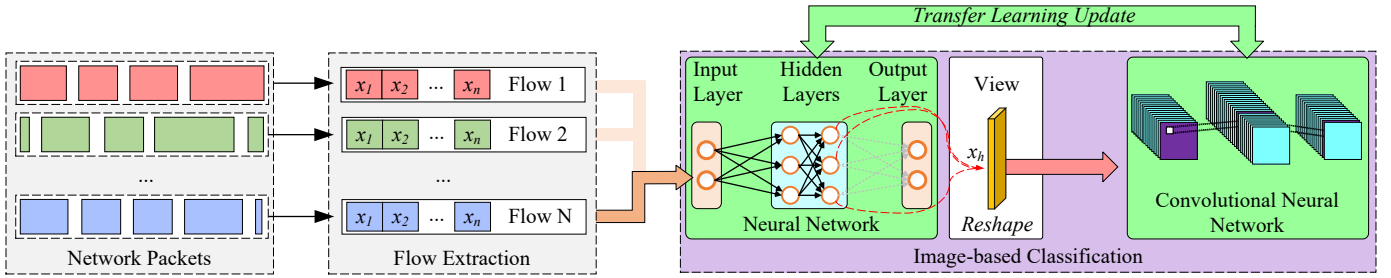 Transfer Learning Update
x1 x2 ... xn Flow 1
x1 x2 ... xn Flow 2
...
...
x1 x2 ... xn Flow N
Network Packets
Flow Extraction
Input
Layer
Hidden
Layers
Output
Layer
Neural Network
View
xh
Reshape
Convolutional Neural
Network
Image-based Classification